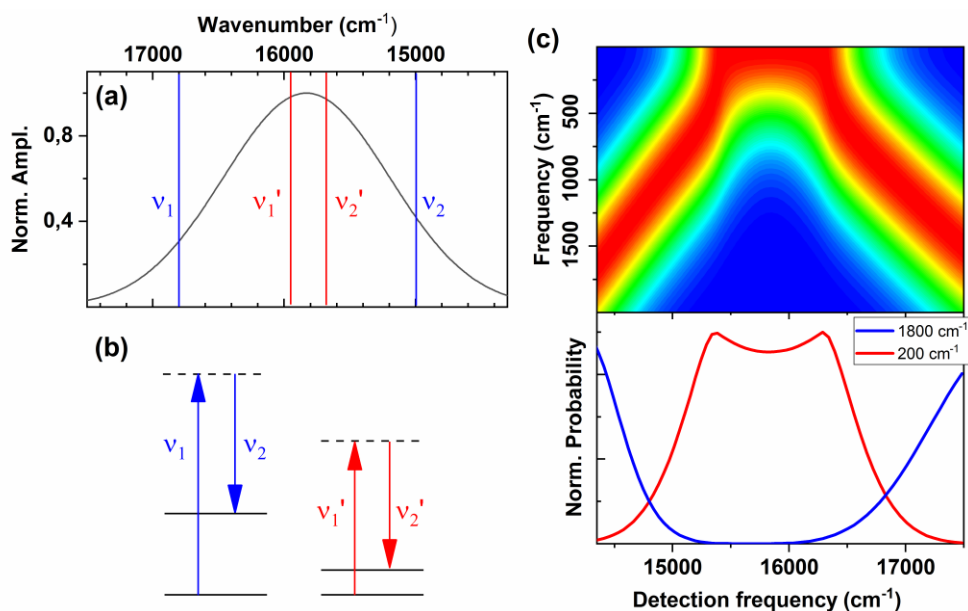 Wavenumber (cm⁻¹)
17000 16000 15000
(a)
Norm. Ampl.
0,8
0,4
ν₁ ν₁' ν₂' ν₂
(b)
ν₁ ν₂
ν₁' ν₂'
(c)
Frequency (cm⁻¹)
500
1000
1500
Norm. Probability
1800 cm⁻¹
200 cm⁻¹
15000 16000 17000
Detection frequency (cm⁻¹)